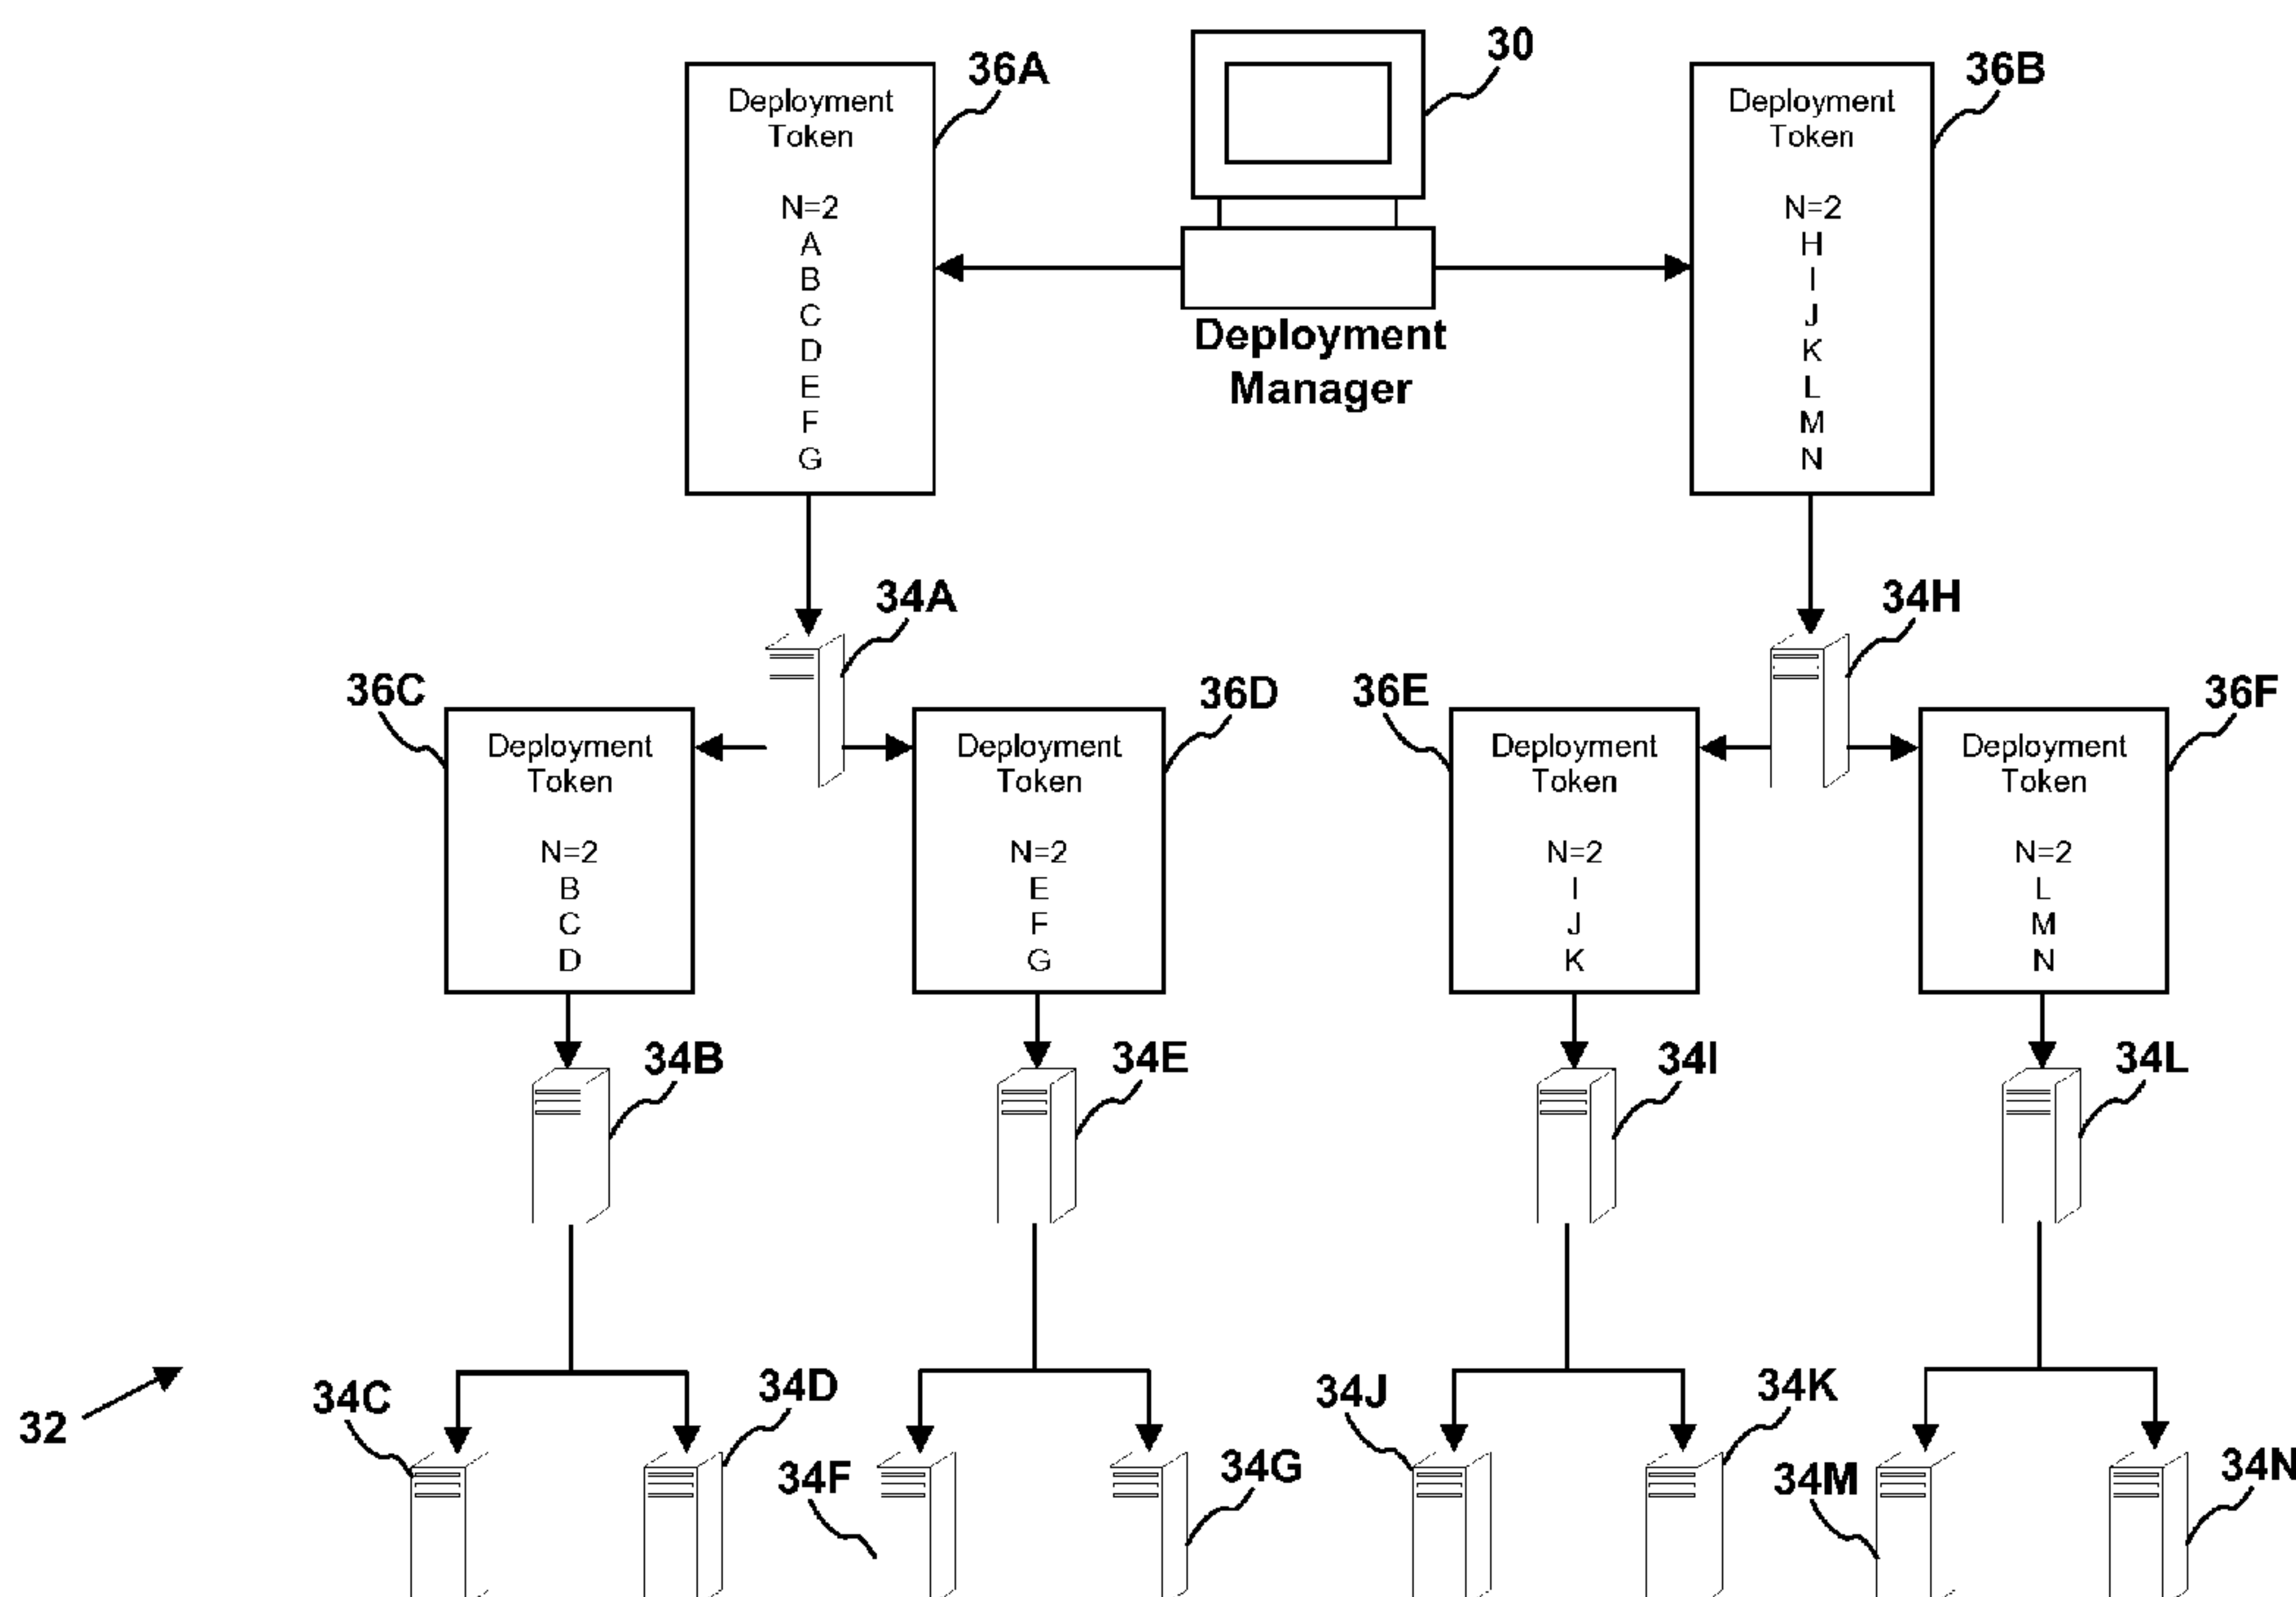 30
36A
36B
Deployment
Token
N=2
A
B
C
D
E
F
G
Deployment
Manager
Deployment
Token
N=2
H
I
J
K
L
M
N
34A
34H
36C
36D
36E
36F
Deployment
Token
N=2
B
C
D
Deployment
Token
N=2
E
F
G
Deployment
Token
N=2
I
J
K
Deployment
Token
N=2
L
M
N
34B
34E
34I
34L
32
34C
34D
34F
34G
34J
34K
34M
34N